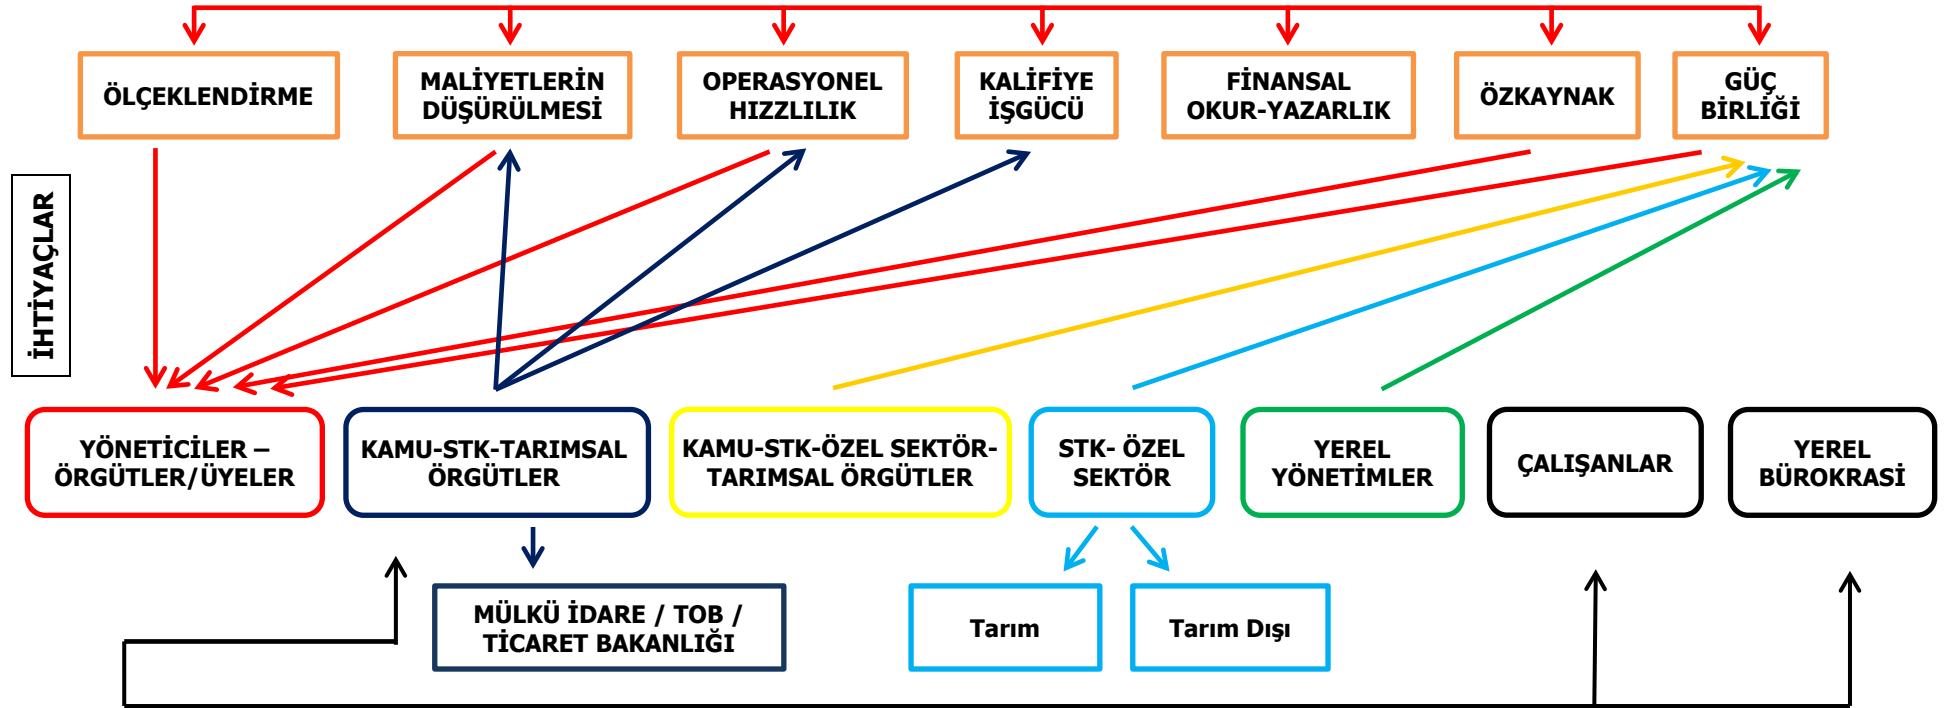 ÖLÇEKLENDİRME
MALİYETLERİN
DÜŞÜRÜLMESİ
OPERASYONEL
HIZZLILIK
KALİFİYE
İŞGÜCÜ
FİNANSAL
OKUR-YAZARLIK
ÖZKAYNAK
GÜÇ
BİRLİĞİ
İHTİYAÇLAR
YÖNETİCİLER –
ÖRGÜTLER/ÜYELER
KAMU-STK-TARIMSAL
ÖRGÜTLER
KAMU-STK-ÖZEL SEKTÖR-
TARIMSAL ÖRGÜTLER
STK- ÖZEL
SEKTÖR
YEREL
YÖNETİMLER
ÇALIŞANLAR
YEREL
BÜROKRASİ
MÜLKÜ İDARE / TOB /
TİCARET BAKANLIĞI
Tarım
Tarım Dışı